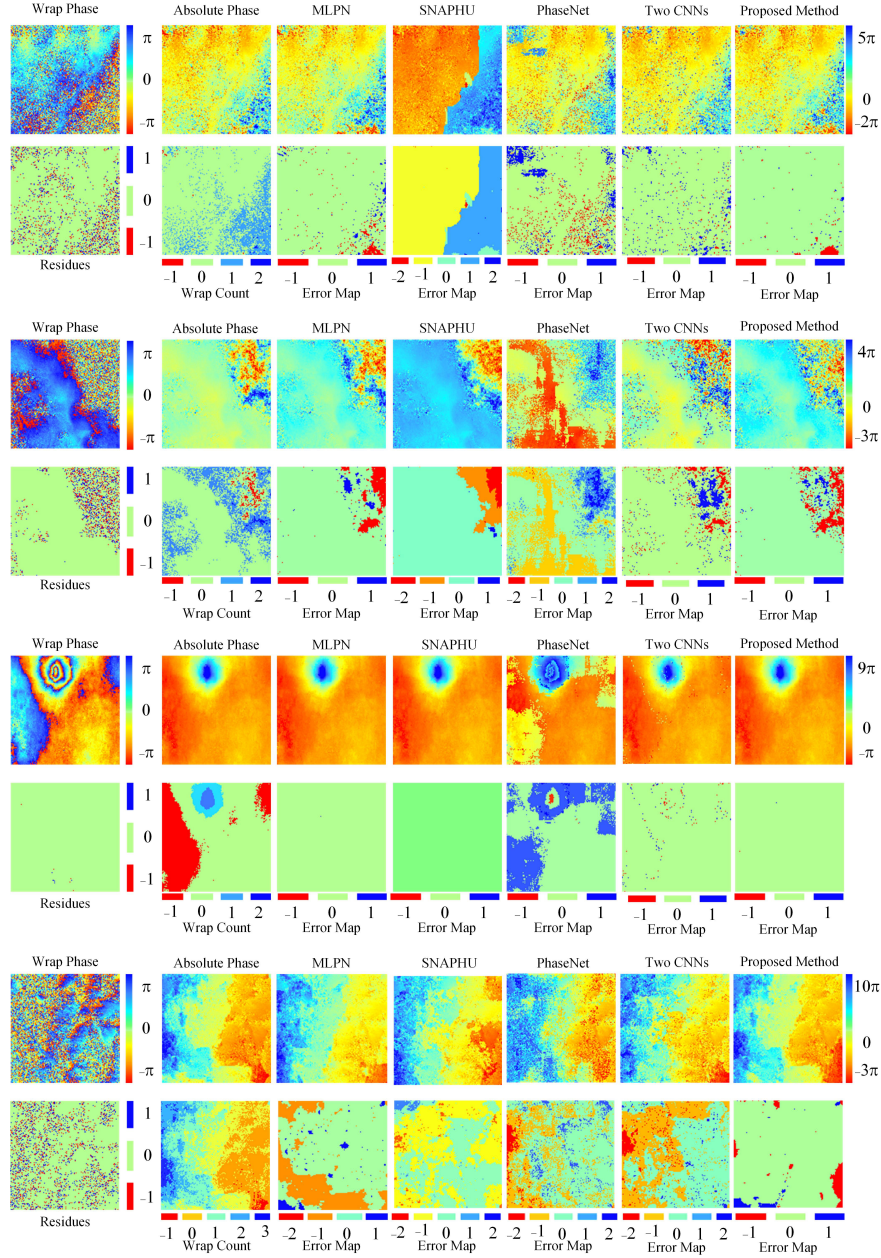 Wrap Phase Absolute Phase MLPN SNAPHU PhaseNet Two CNNs Proposed Method
π 0 -π 5π 0 -2π
1 0 -1
Residues
-1 0 1 2 -1 1 -2 -1 0 1 2 -1 0 1 -1 0 1 -1 0 1
Wrap Count Error Map Error Map Error Map Error Map Error Map
Wrap Phase Absolute Phase MLPN SNAPHU PhaseNet Two CNNs Proposed Method
π 0 -π 4π 0 -3π
1 0 -1
Residues
-1 0 1 2 -1 1 -2 -1 0 1 2 -2 -1 0 1 2 -1 0 1 -1 0 1
Wrap Count Error Map Error Map Error Map Error Map Error Map
Wrap Phase Absolute Phase MLPN SNAPHU PhaseNet Two CNNs Proposed Method
π 0 -π 9π 0 -π
1 0 -1
Residues
-1 0 1 2 -1 0 1 -1 0 1 -1 0 1 -1 0 1 -1 0 1
Wrap Count Error Map Error Map Error Map Error Map Error Map
Wrap Phase Absolute Phase MLPN SNAPHU PhaseNet Two CNNs Proposed Method
π 0 -π 10π 0 -3π
1 0 -1
Residues
-1 0 1 2 3 -2 -1 0 1 -2 -1 0 1 2 -2 -1 0 1 2 -2 -1 0 1 2 -1 0 1
Wrap Count Error Map Error Map Error Map Error Map Error Map